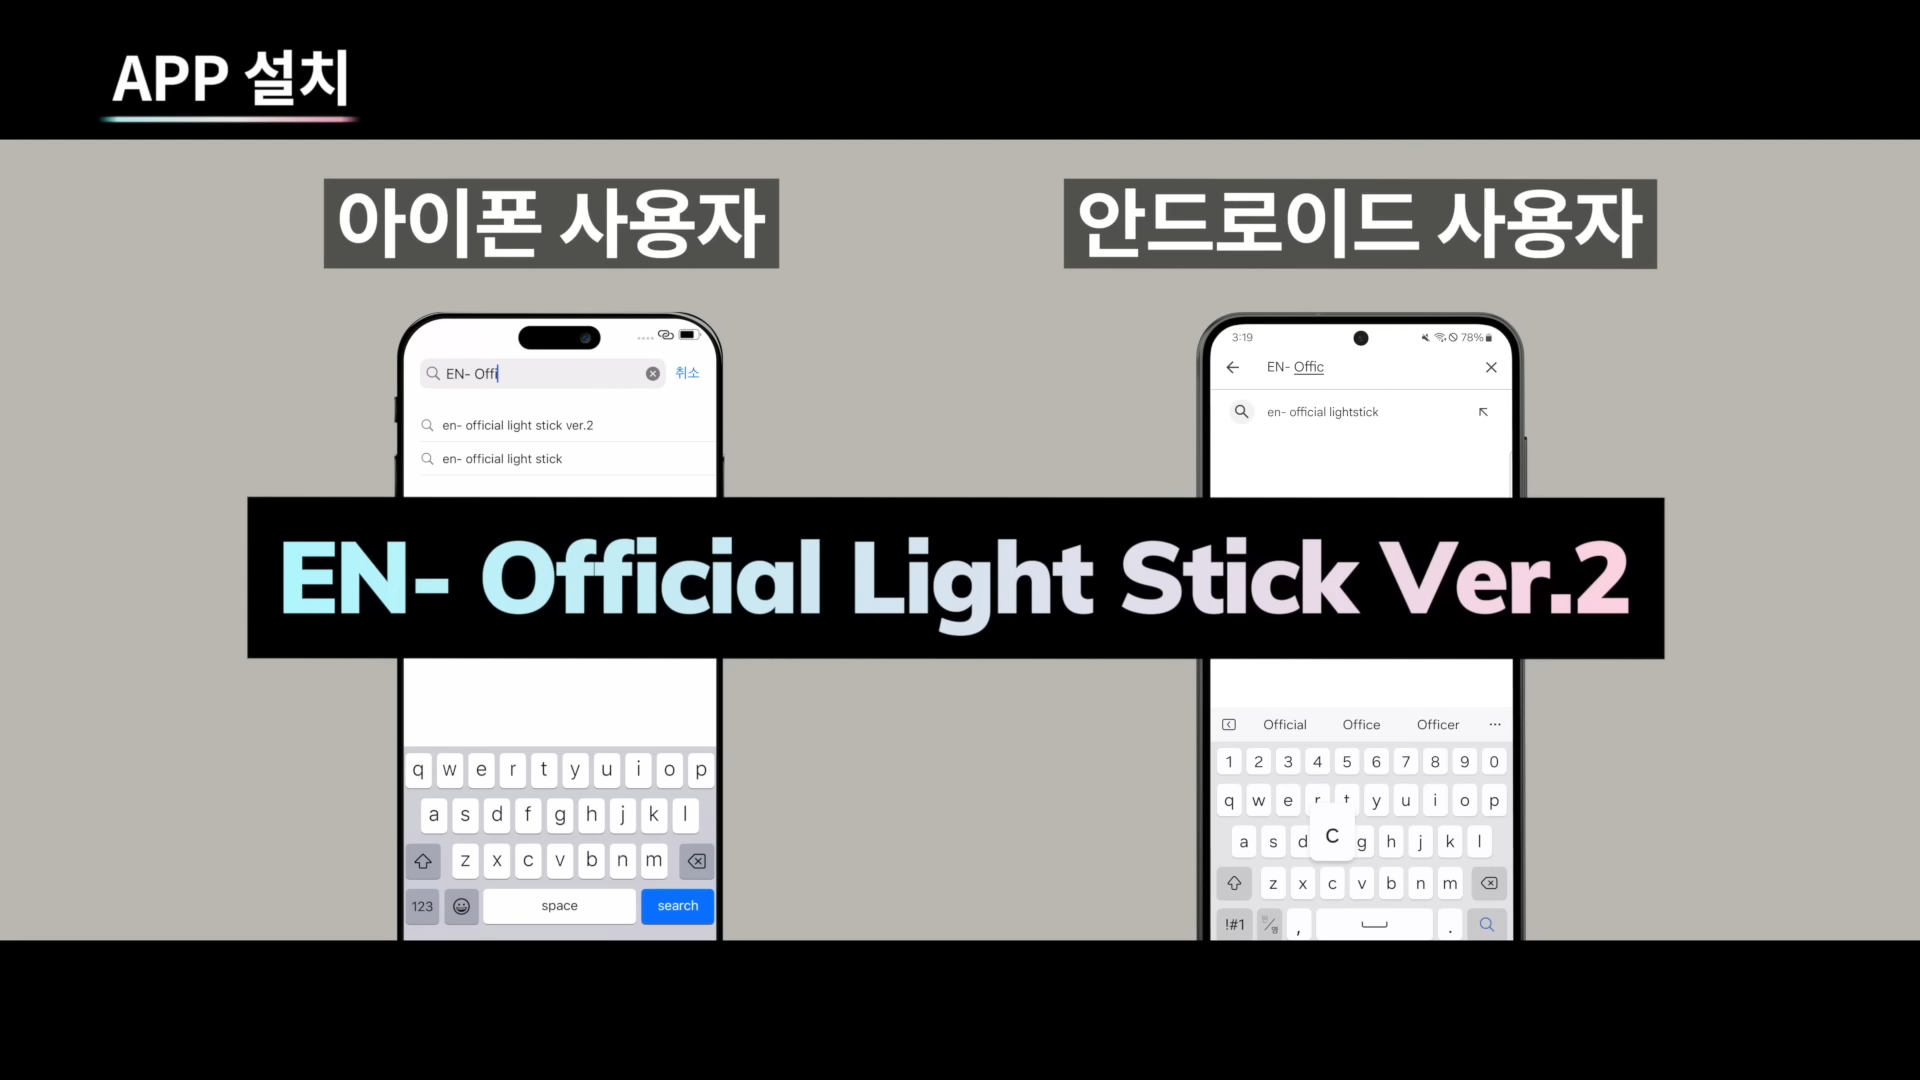 APP 설치
아이폰 사용자
안드로이드 사용자
EN- Offi
취소
en- official light stick ver.2
en- official light stick
3:19
78%
EN- Offic
en- official lightstick
EN- Official Light Stick Ver.2
q w e r t y u i o p
a s d f g h j k l
z x c v b n m
123
space
search
Official Office Officer ...
1 2 3 4 5 6 7 8 9 0
q w e r t y u i o p
a s d c g h j k l
z x c v b n m
!#1 한/영 , .